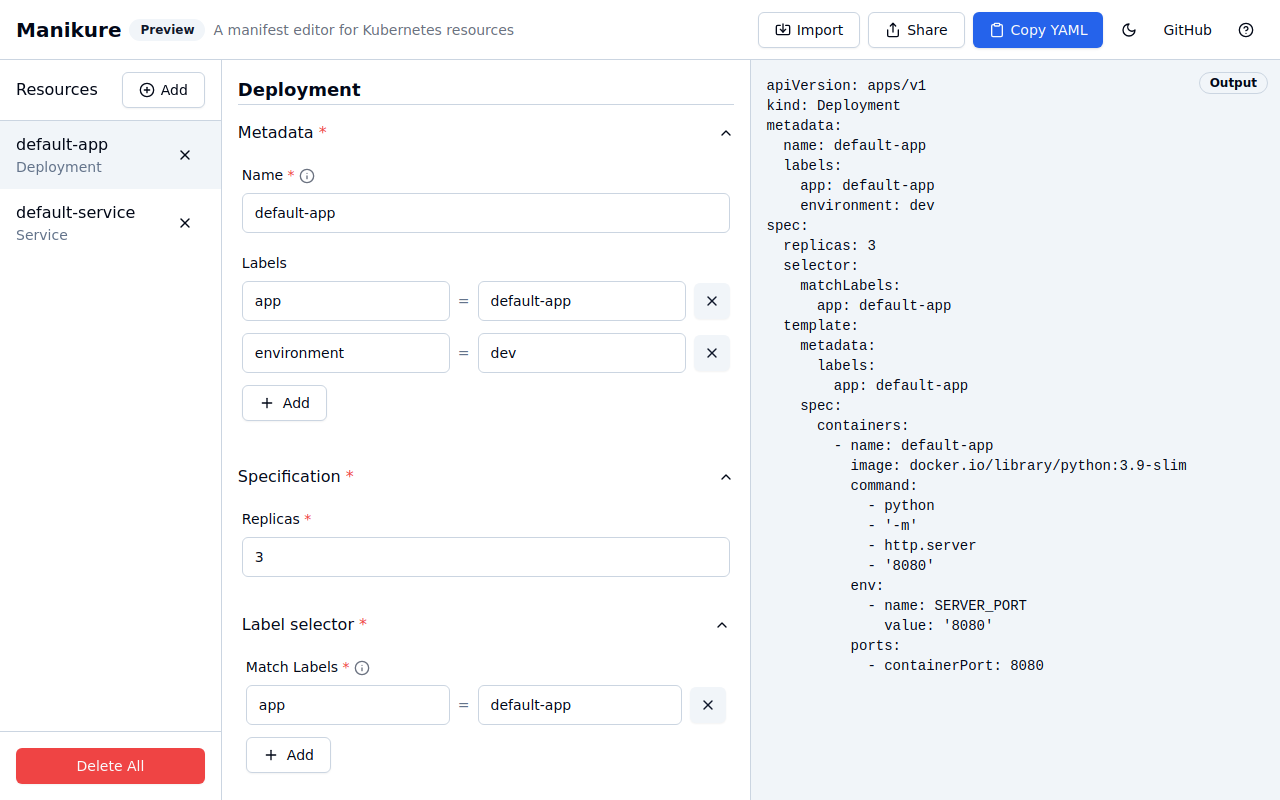 Manikure Preview A manifest editor for Kubernetes resources Import Share Copy YAML GitHub
Resources Add
default-app
Deployment
default-service
Service
Delete All
Deployment
Metadata *
Name *
default-app
Labels
app = default-app
environment = dev
Add
Specification *
Replicas *
3
Label selector *
Match Labels *
app = default-app
Add
Output
apiVersion: apps/v1
kind: Deployment
metadata:
  name: default-app
  labels:
    app: default-app
    environment: dev
spec:
  replicas: 3
  selector:
    matchLabels:
      app: default-app
  template:
    metadata:
      labels:
        app: default-app
    spec:
      containers:
        - name: default-app
          image: docker.io/library/python:3.9-slim
          command:
            - python
            - '-m'
            - http.server
            - '8080'
          env:
            - name: SERVER_PORT
              value: '8080'
          ports:
            - containerPort: 8080